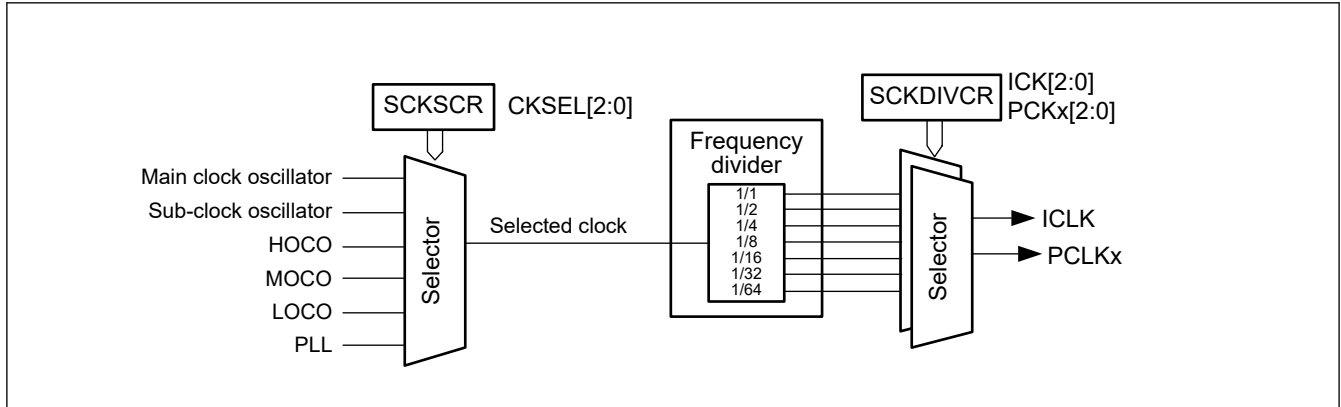 SCKSCR
CKSEL[2:0]
SCKDIVCR
ICK[2:0]
PCKx[2:0]
Main clock oscillator
Sub-clock oscillator
HOCO
MOCO
LOCO
PLL
Selector
Selected clock
Frequency
divider
1/1
1/2
1/4
1/8
1/16
1/32
1/64
Selector
ICLK
PCLKx